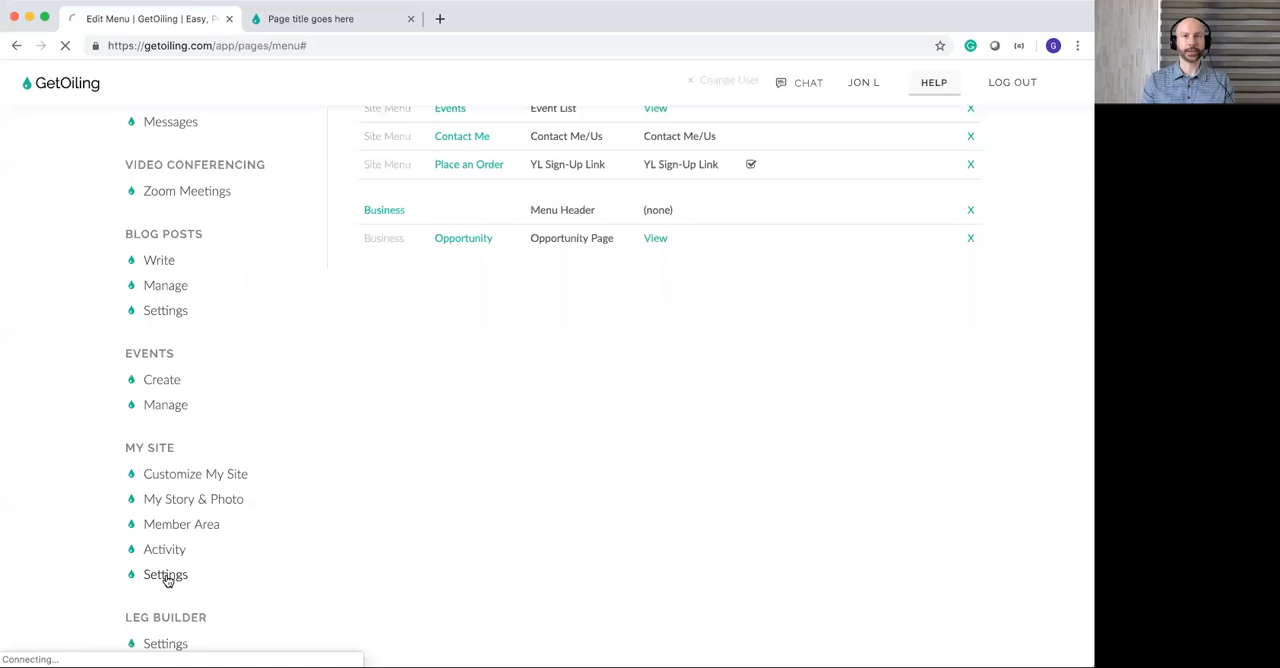 Edit Menu | GetOiling | Easy, P
Page title goes here
https://getoiling.com/app/pages/menu#
G
GetOiling
× Change User
CHAT
JON L
HELP
LOG OUT
Messages
VIDEO CONFERENCING
Zoom Meetings
BLOG POSTS
Write
Manage
Settings
EVENTS
Create
Manage
MY SITE
Customize My Site
My Story & Photo
Member Area
Activity
Settings
LEG BUILDER
Settings
Site Menu Events Event List View X
Site Menu Contact Me Contact Me/Us Contact Me/Us X
Site Menu Place an Order YL Sign-Up Link YL Sign-Up Link X
Business Menu Header (none) X
Business Opportunity Opportunity Page View X
Connecting...